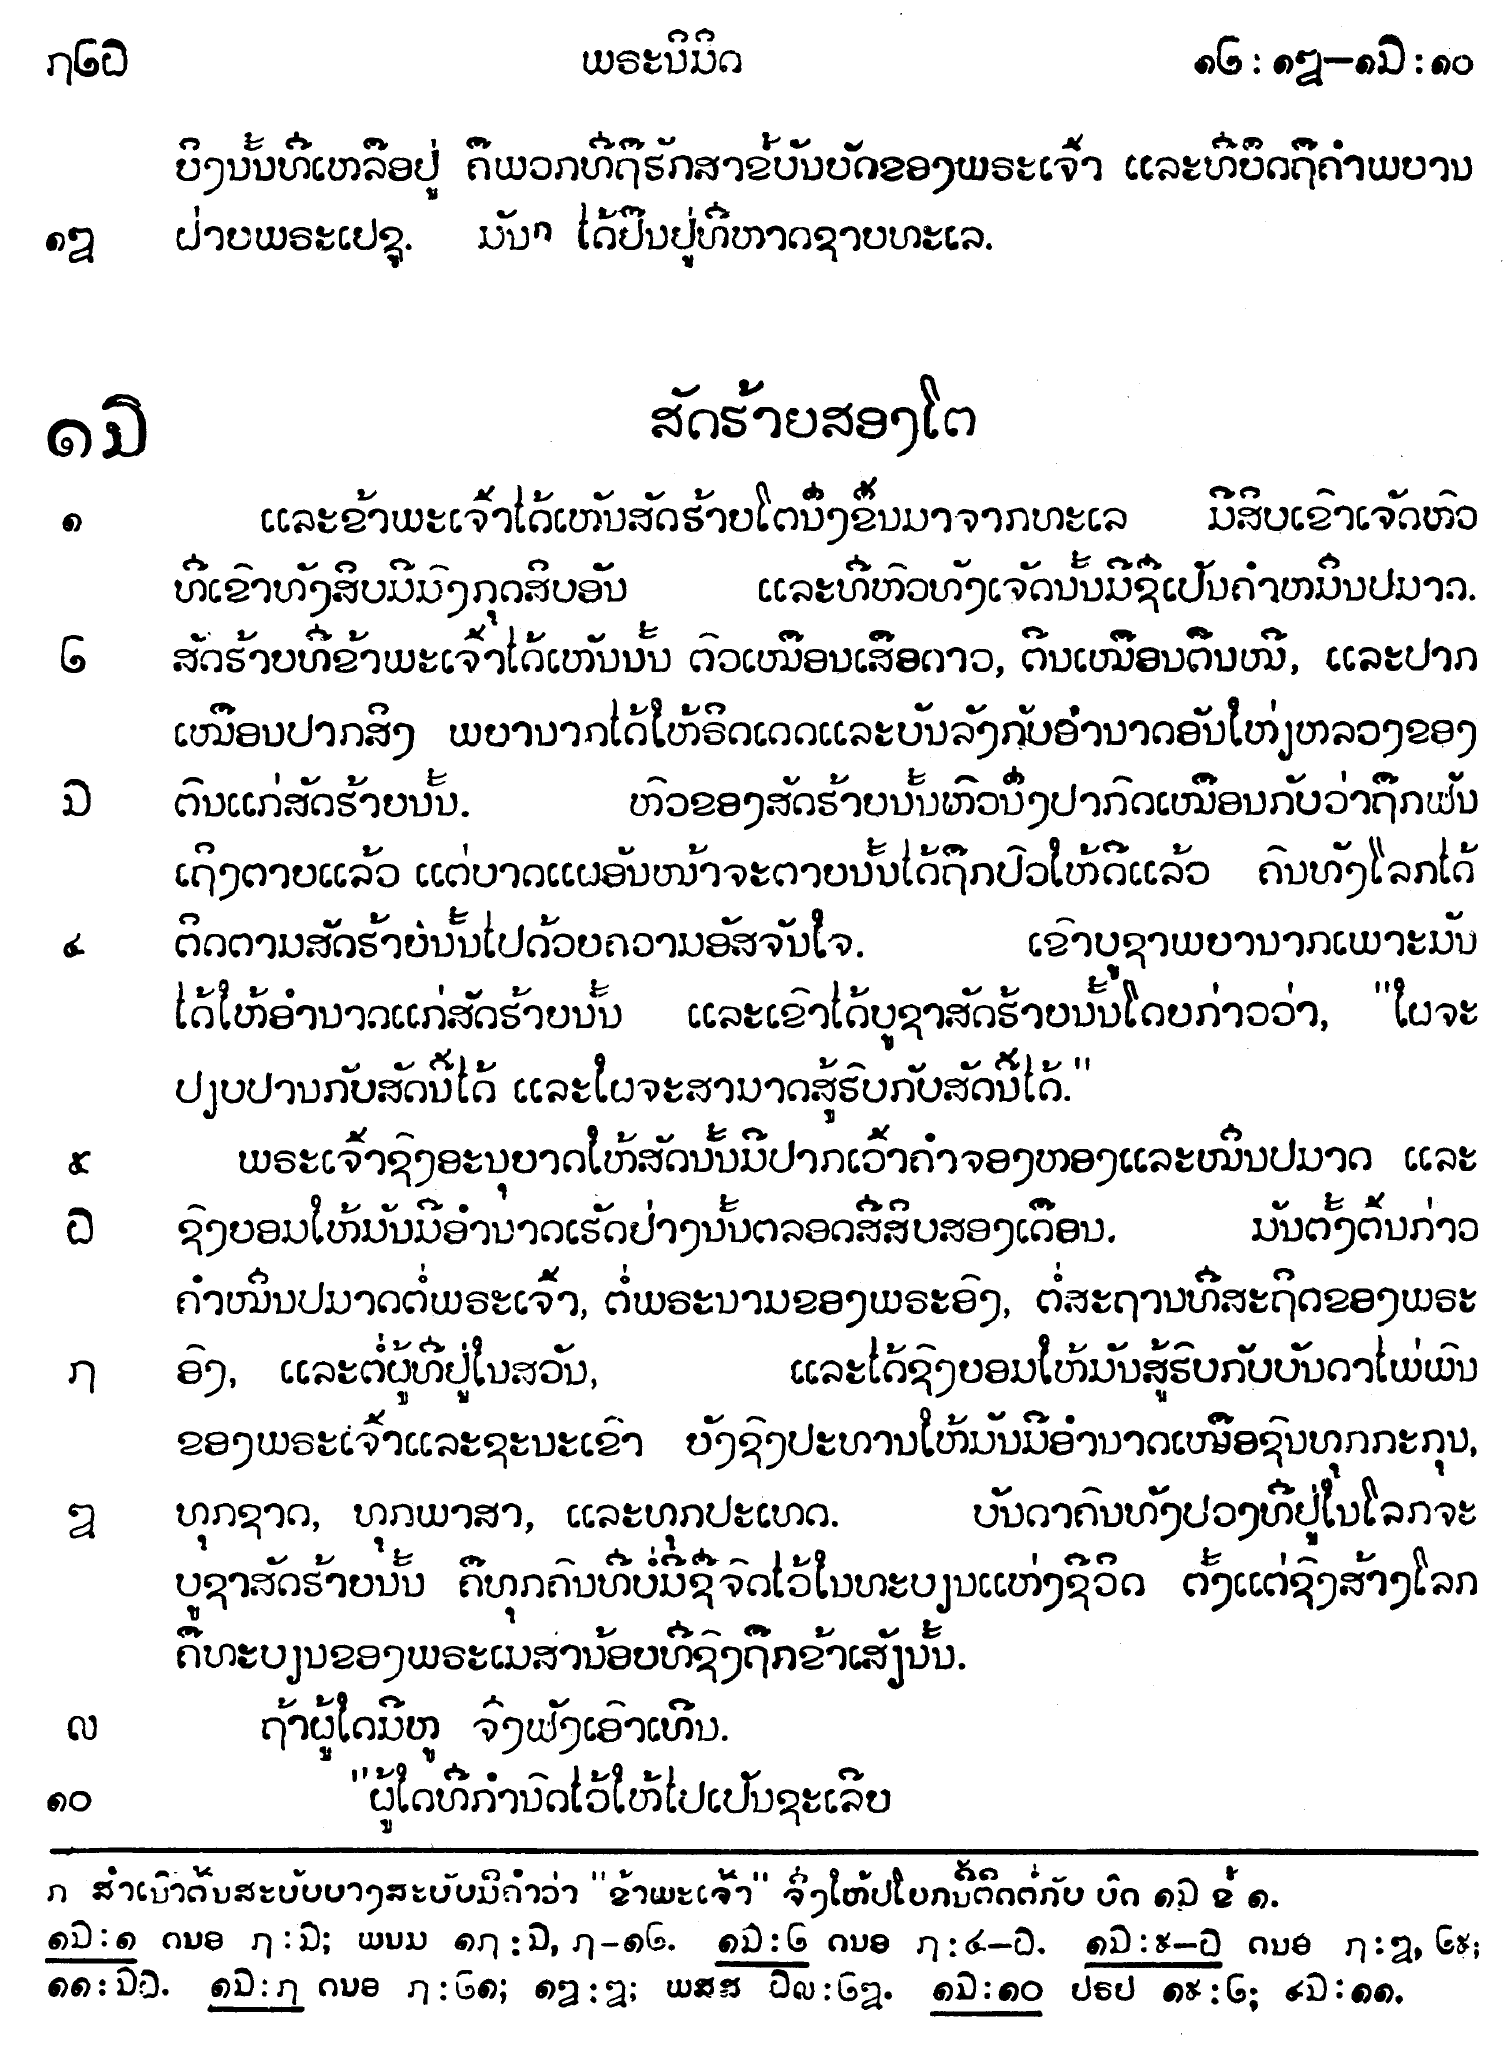 ໗໒໖ ພຣະນິມິດ ໑໒ : ໑໘–໑໓ : ໑໐
ຍິງນັ້ນທີ່ເຫລືອຢູ່ ຄືພວກທີ່ຖືຮັກສາຂໍ້ບັນຍັດຂອງພຣະເຈົ້າ ແລະທີ່ຍຶດຖືຄຳພຍານ
໑໘ ຝ່າຍພຣະເຢຊູ. ມັນກ ໄດ້ຢືນຢູ່ທີ່ຫາດຊາຍທະເລ.
໑໓ ສັດຮ້າຍສອງໂຕ
໑ ແລະຂ້າພະເຈົ້າໄດ້ເຫັນສັດຮ້າຍໂຕນຶ່ງຂຶ້ນມາຈາກທະເລ ມີສິບເຂົາເຈັດຫົວ
ທີ່ເຂົາທັງສິບມີມົງກຸດສິບອັນ ແລະທີ່ຫົວທັງເຈັດນັ້ນມີຊື່ເປັນຄຳຫມິ່ນປມາດ.
໒ ສັດຮ້າຍທີ່ຂ້າພະເຈົ້າໄດ້ເຫັນນັ້ນ ຕົວເໝືອນເສືອດາວ, ຕີນເໝືອນຕີນໝີ, ແລະປາກ
ເໝືອນປາກສິງ ພຍານາກໄດ້ໃຫ້ຣິດເດດແລະບັນລັງກັບອຳນາດອັນໃຫຽ່ງຫລວງຂອງ
໓ ຕົນແກ່ສັດຮ້າຍນັ້ນ. ຫົວຂອງສັດຮ້າຍນັ້ນຫົວນຶ່ງປາກົດເໝືອນກັບວ່າຖືກຟັນ
ເຖິງຕາຍແລ້ວ ແຕ່ບາດແຜອັນໜ້າຈະຕາຍນັ້ນໄດ້ຖືກປົວໃຫ້ດີແລ້ວ ຄົນທັງໂລກໄດ້
໔ ຕິດຕາມສັດຮ້າຍນັ້ນໄປດ້ວຍຄວາມອັສຈັນໃຈ. ເຂົາບູຊາພຍານາກເພາະມັນ
ໄດ້ໃຫ້ອຳນາດແກ່ສັດຮ້າຍນັ້ນ ແລະເຂົາໄດ້ບູຊາສັດຮ້າຍນັ້ນໂດຍກ່າວວ່າ, "ໃຜຈະ
ປຽບປານກັບສັດນີ້ໄດ້ ແລະໃຜຈະສາມາດສູ້ຮົບກັບສັດນີ້ໄດ້."
໕ ພຣະເຈົ້າຊົງອະນຸຍາດໃຫ້ສັດນັ້ນມີປາກເວົ້າຄຳຈອງຫອງແລະໝິ່ນປມາດ ແລະ
໖ ຊົງຍອມໃຫ້ມັນມີອຳນາດເຮັດຢ່າງນັ້ນຕລອດສີ່ສິບສອງເດືອນ. ມັນຕັ້ງຕົ້ນກ່າວ
ຄຳໝິ່ນປມາດຕໍ່ພຣະເຈົ້າ, ຕໍ່ພຣະນາມຂອງພຣະອົງ, ຕໍ່ສະຖານທີ່ສະຖິດຂອງພຣະ
໗ ອົງ, ແລະຕໍ່ຜູ້ທີ່ຢູ່ໃນສວັນ, ແລະໄດ້ຊົງຍອມໃຫ້ມັນສູ້ຮົບກັບບັນດາໄພ່ພົນ
ຂອງພຣະເຈົ້າແລະຊະນະເຂົາ ຍັງຊົງປະທານໃຫ້ມັນມີອຳນາດເໜືອຊົນທຸກກະກຸນ,
໘ ທຸກຊາດ, ທຸກພາສາ, ແລະທຸກປະເທດ. ບັນດາຄົນທັງປວງທີ່ຢູ່ໃນໂລກຈະ
ບູຊາສັດຮ້າຍນັ້ນ ຄືທຸກຄົນທີ່ບໍ່ມີຊື່ຈົດໄວ້ໃນທະບຽນແຫ່ງຊີວິດ ຕັ້ງແຕ່ຊົງສ້າງໂລກ
ຄືທະບຽນຂອງພຣະເມສານ້ອຍທີ່ຊົງຖືກຂ້າເສັຽນັ້ນ.
໙ ຖ້າຜູ້ໃດມີຫູ ຈົ່ງຟັງເອົາເທີນ.
໑໐ "ຜູ້ໃດທີ່ກຳນົດໄວ້ໃຫ້ໄປເປັນຊະເລີຍ
ກ ສຳເນົາຕົ້ນສະບັບບາງສະບັບມີຄຳວ່າ "ຂ້າພະເຈົ້າ" ຈຶ່ງໃຫ້ປໂຍກນີ້ຕິດຕໍ່ກັບ ບົດ ໑໓ ຂໍ້ ໑.
໑໓:໑ ດນອ ໗:໓; ພນມ ໑໗:໓, ໗-໑໒. ໑໓:໒ ດນອ ໗:໔–໖. ໑໓:໕–໖ ດນອ ໗:໘, ໒໕;
໑໑:໓໖. ໑໓:໗ ດນອ ໗:໒໑; ໑໘:໘; ພສສ ໖໙:໒໘. ໑໓:໑໐ ຢຣຢ ໑໕:໒; ໔໓:໑໑.